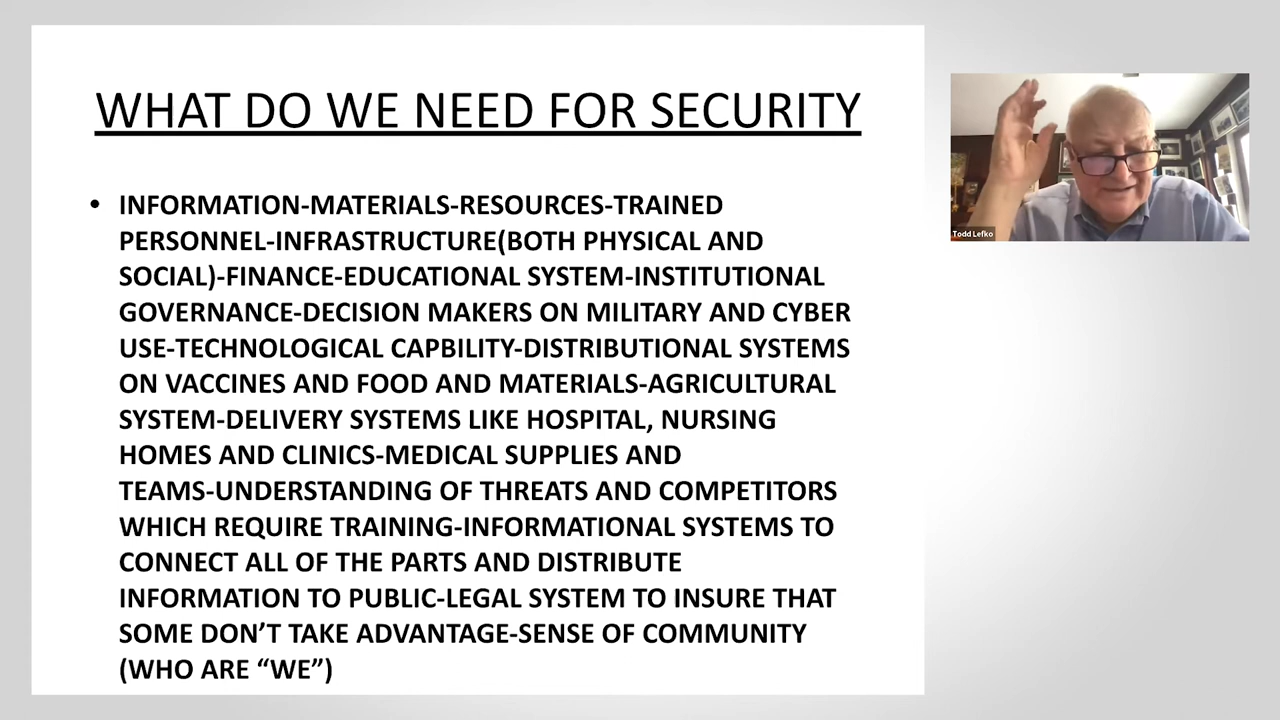 WHAT DO WE NEED FOR SECURITY
• INFORMATION-MATERIALS-RESOURCES-TRAINED
PERSONNEL-INFRASTRUCTURE(BOTH PHYSICAL AND
SOCIAL)-FINANCE-EDUCATIONAL SYSTEM-INSTITUTIONAL
GOVERNANCE-DECISION MAKERS ON MILITARY AND CYBER
USE-TECHNOLOGICAL CAPBILITY-DISTRIBUTIONAL SYSTEMS
ON VACCINES AND FOOD AND MATERIALS-AGRICULTURAL
SYSTEM-DELIVERY SYSTEMS LIKE HOSPITAL, NURSING
HOMES AND CLINICS-MEDICAL SUPPLIES AND
TEAMS-UNDERSTANDING OF THREATS AND COMPETITORS
WHICH REQUIRE TRAINING-INFORMATIONAL SYSTEMS TO
CONNECT ALL OF THE PARTS AND DISTRIBUTE
INFORMATION TO PUBLIC-LEGAL SYSTEM TO INSURE THAT
SOME DON’T TAKE ADVANTAGE-SENSE OF COMMUNITY
(WHO ARE “WE”)
Todd Lefko